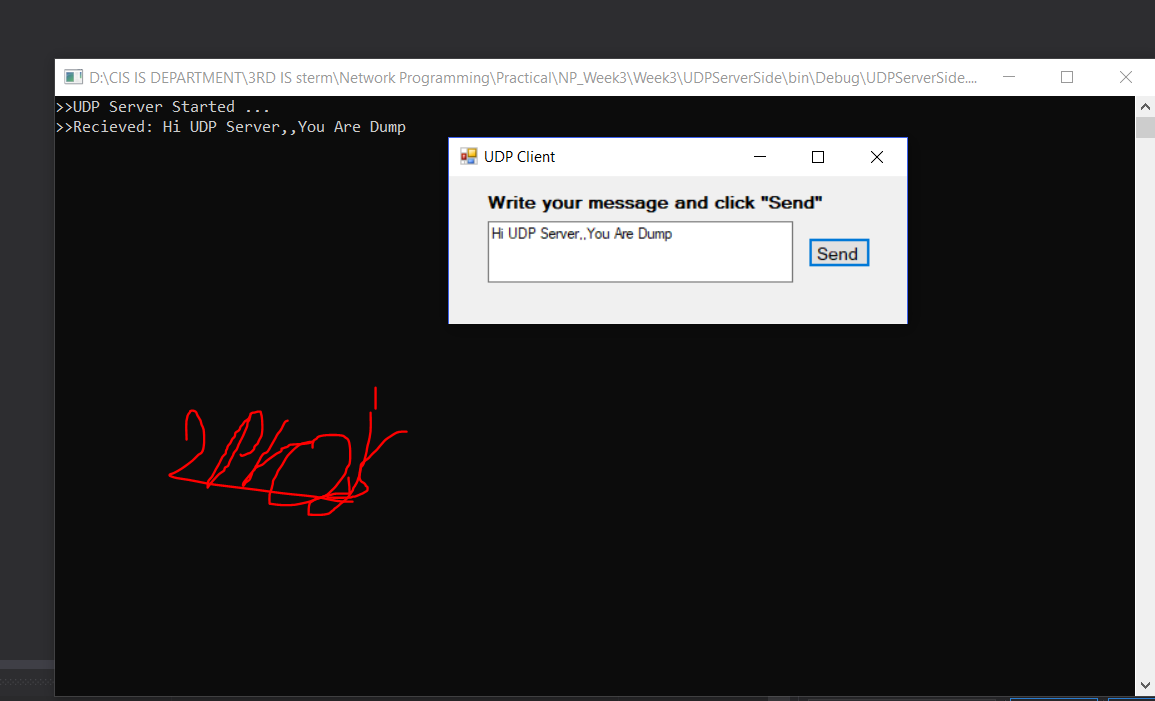 D:\CIS IS DEPARTMENT\3RD IS sterm\Network Programming\Practical\NP_Week3\Week3\UDPServerSide\bin\Debug\UDPServerSide....
>>UDP Server Started ...
>>Recieved: Hi UDP Server,,You Are Dump
UDP Client
Write your message and click "Send"
Hi UDP Server,,You Are Dump
Send